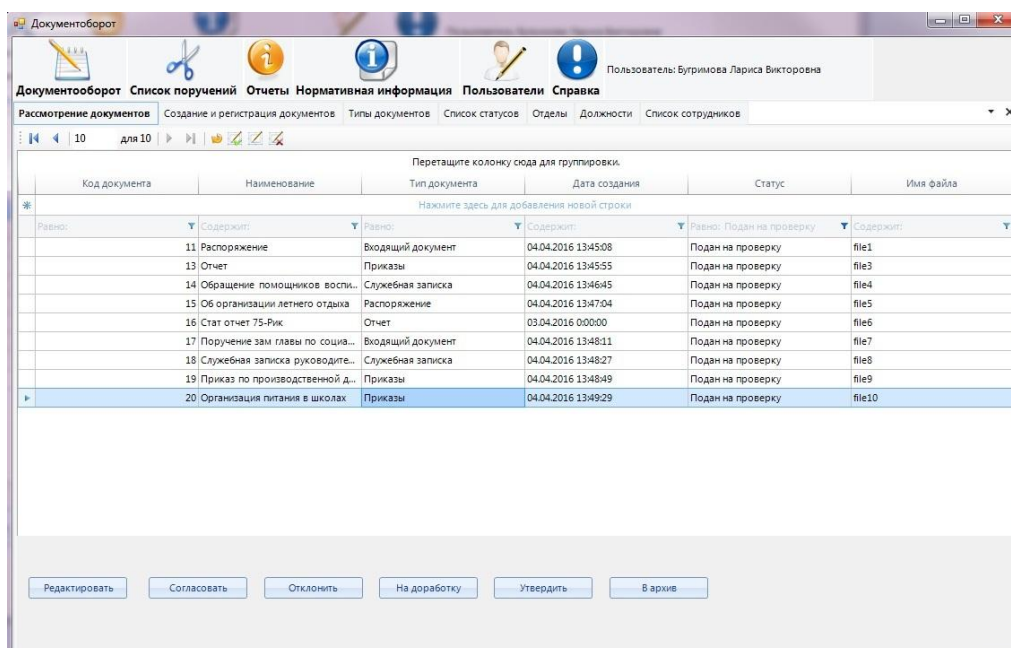 Документоборот
Документооборот Список поручений Отчеты Нормативная информация Пользователи Справка
Пользователь: Бугримова Лариса Викторовна
Рассмотрение документов Создание и регистрация документов Типы документов Список статусов Отделы Должности Список сотрудников
10 для 10
Перетащите колонку сюда для группировки.
Код документа Наименование Тип документа Дата создания Статус Имя файла
Нажмите здесь для добавления новой строки
Равно: Содержит: Равно: Содержит: Равно: Подан на проверку Содержит:
11 Распоряжение Входящий документ 04.04.2016 13:45:08 Подан на проверку file1
13 Отчет Приказы 04.04.2016 13:45:55 Подан на проверку file3
14 Обращение помощников воспи... Служебная записка 04.04.2016 13:46:45 Подан на проверку file4
15 Об организации летнего отдыха Распоряжение 04.04.2016 13:47:04 Подан на проверку file5
16 Стат отчет 75-Рик Отчет 03.04.2016 0:00:00 Подан на проверку file6
17 Поручение зам главы по социа... Входящий документ 04.04.2016 13:48:11 Подан на проверку file7
18 Служебная записка руководите... Служебная записка 04.04.2016 13:48:27 Подан на проверку file8
19 Приказ по производственной д... Приказы 04.04.2016 13:48:49 Подан на проверку file9
20 Организация питания в школах Приказы 04.04.2016 13:49:29 Подан на проверку file10
Редактировать Согласовать Отклонить На доработку Утвердить В архив